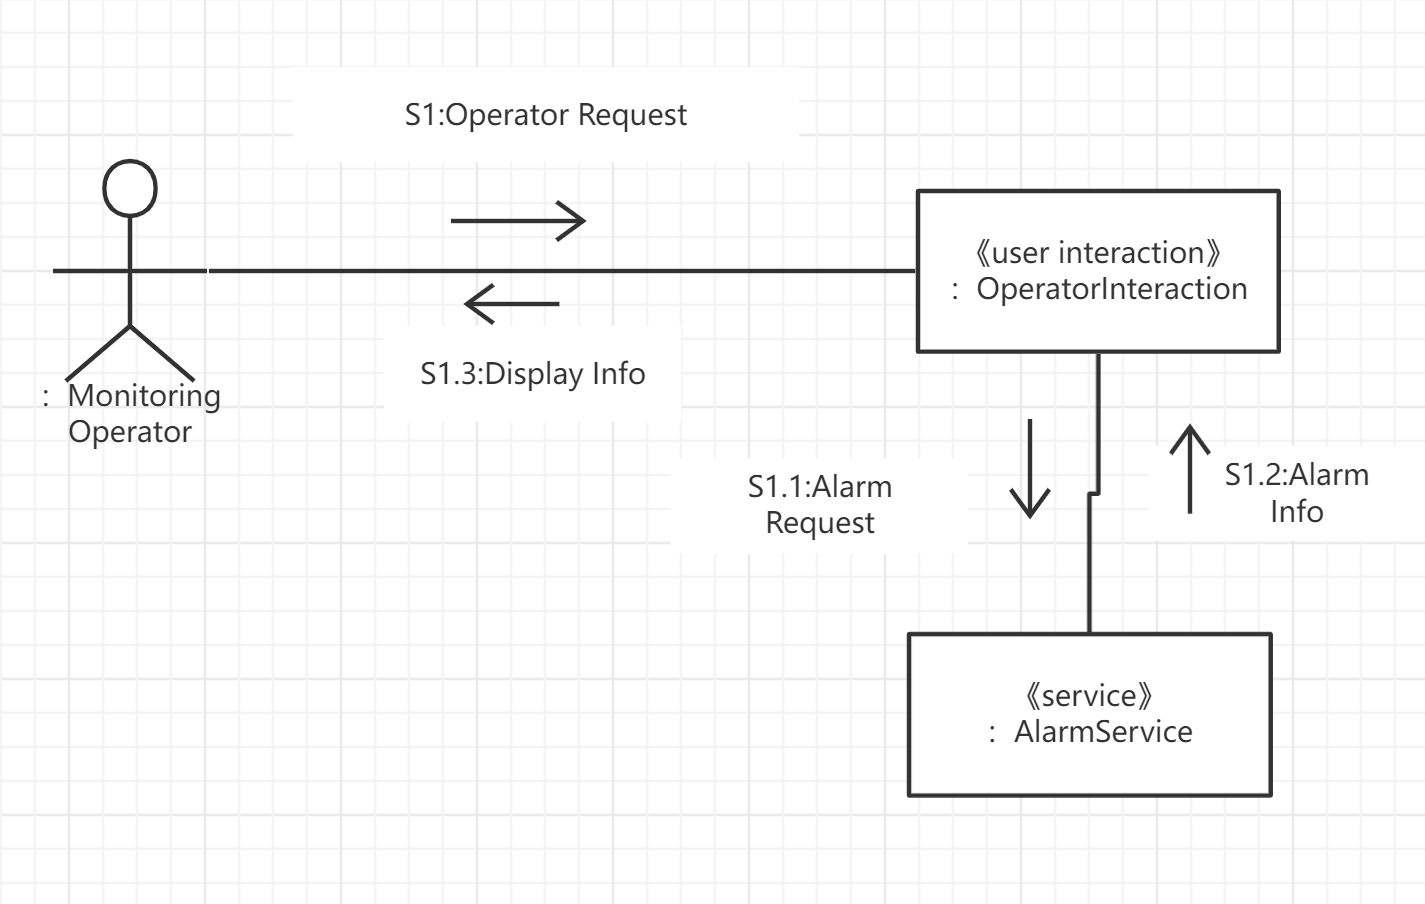 S1:Operator Request
《user interaction》
: OperatorInteraction
S1.3:Display Info
: Monitoring
Operator
S1.1:Alarm
Request
S1.2:Alarm
Info
《service》
: AlarmService